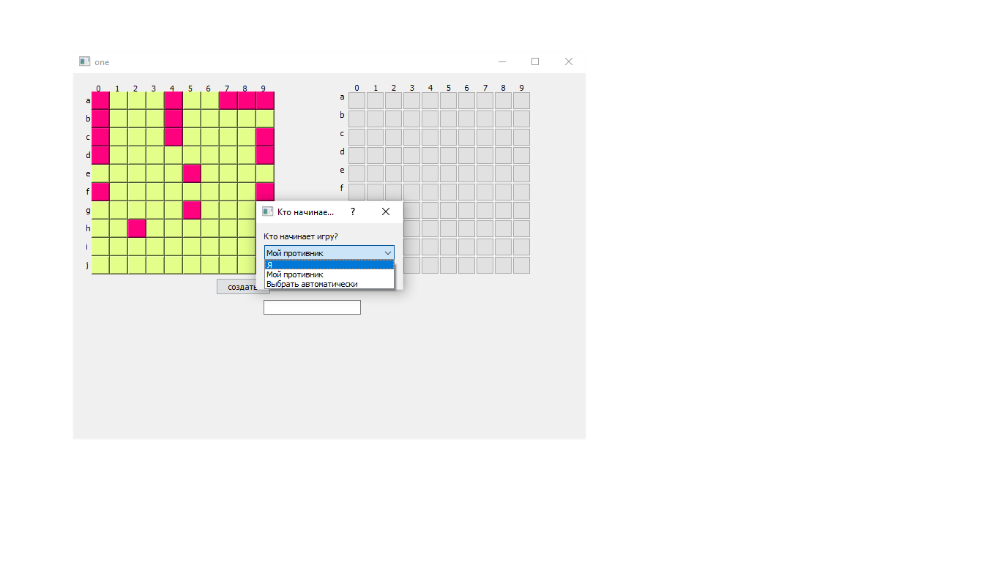 one
0 1 2 3 4 5 6 7 8 9
a
b
c
d
e
f
g
h
i
j
0 1 2 3 4 5 6 7 8 9
a
b
c
d
e
f
Кто начинае... ?
Кто начинает игру?
Мой противник
Я
Мой противник
Выбрать автоматически
создать